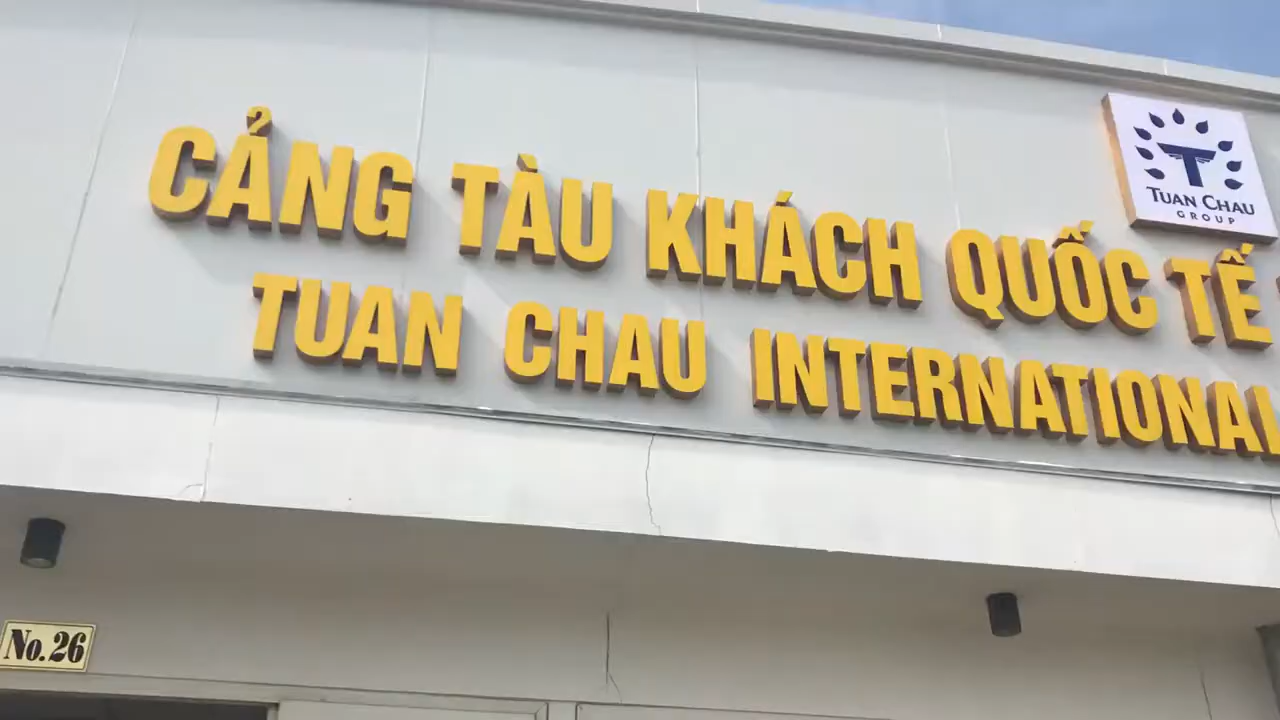 CẢNG TÀU KHÁCH QUỐC TẾ
TUAN CHAU INTERNATIONAL
TUAN CHAU
GROUP
No.26